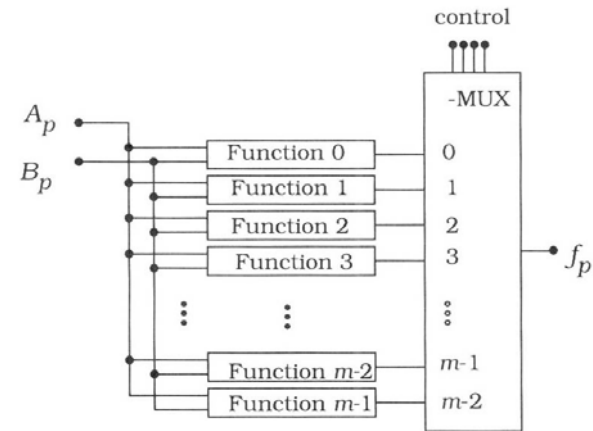 control
-MUX
A_p
B_p
Function 0 0
Function 1 1
Function 2 2
Function 3 3
f_p
Function m-2 m-1
Function m-1 m-2